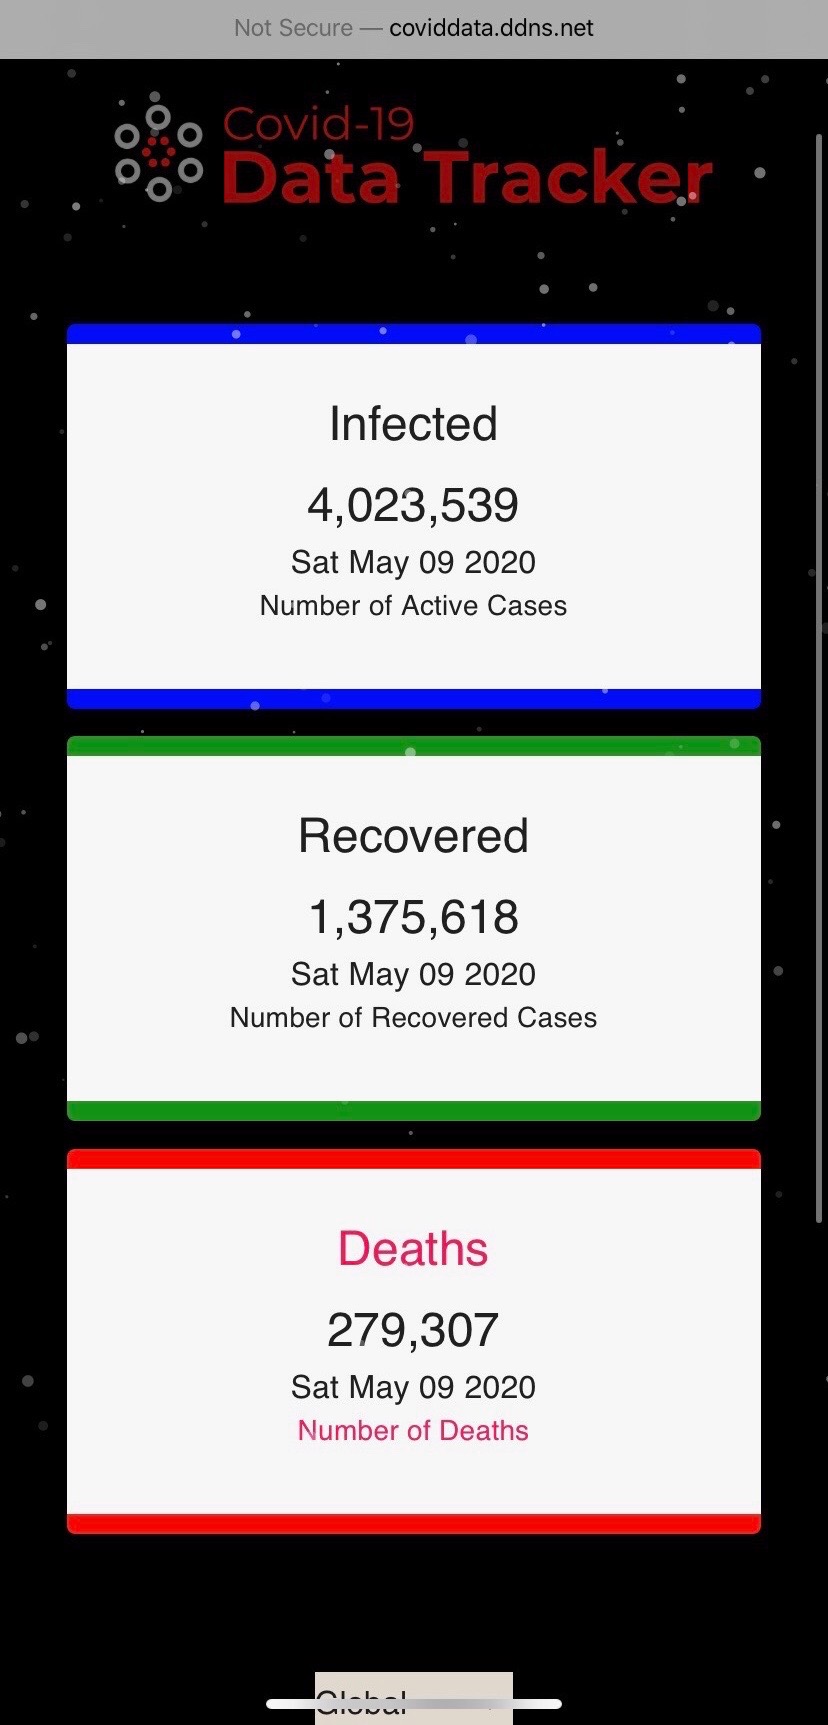 Not Secure — coviddata.ddns.net
Covid-19
Data Tracker
Infected
4,023,539
Sat May 09 2020
Number of Active Cases
Recovered
1,375,618
Sat May 09 2020
Number of Recovered Cases
Deaths
279,307
Sat May 09 2020
Number of Deaths
Global